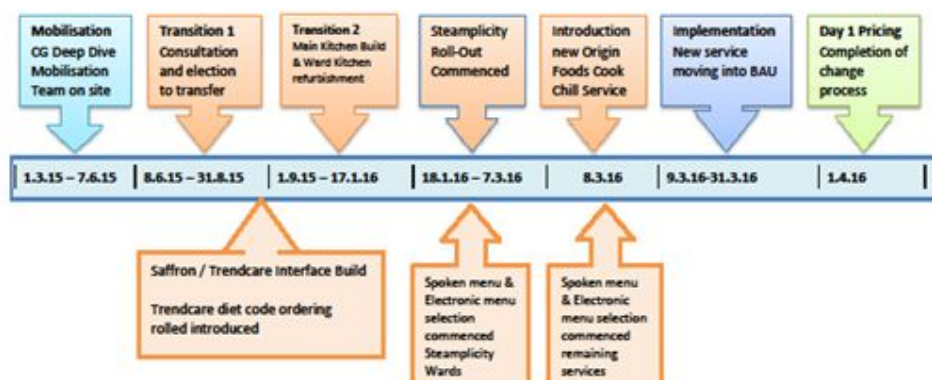 Mobilisation
CG Deep Dive
Mobilisation
Team on site
Transition 1
Consultation
and election
to transfer
Transition 2
Main Kitchen Build
& Ward Kitchen
refurbishment
Steamplicity
Roll-Out
Commenced
Introduction
new Origin
Foods Cook
Chill Service
Implementation
New service
moving into BAU
Day 1 Pricing
Completion of
change
process
1.3.15 – 7.6.15
8.6.15 – 31.8.15
1.9.15 – 17.1.16
18.1.16 – 7.3.16
8.3.16
9.3.16-31.3.16
1.4.16
Saffron / Trendcare Interface Build
Trendcare diet code ordering
rolled introduced
Spoken menu &
Electronic menu
selection
commenced
Steamplicity
Wards
Spoken menu
& Electronic
menu selection
commenced
remaining
services